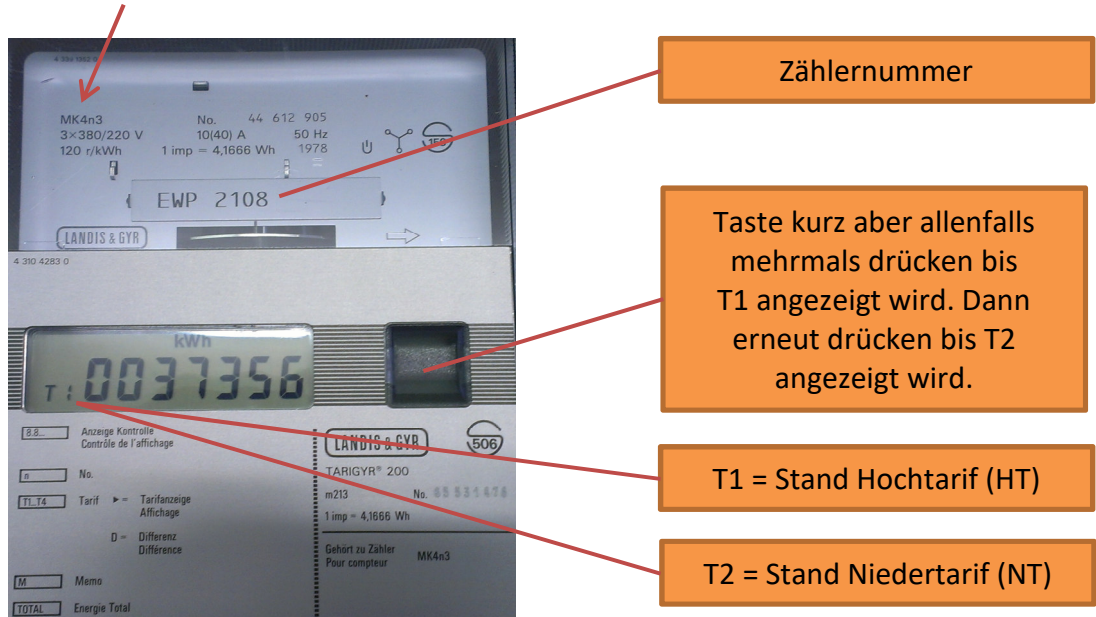 4 339 1382 0
MK4n3
No. 44 612 905
3×380/220 V
10(40) A
50 Hz
120 r/kWh
1 imp = 4,1666 Wh
1978
159
EWP 2108
LANDIS & GYR
4 310 4283 0
kWh
T1 0037356
8.8...
Anzeige Kontrolle
Contrôle de l'affichage
n
No.
T1..T4
Tarif
►=
Tarifanzeige
Affichage
D =
Differenz
Différence
M
Memo
TOTAL
Energie Total
LANDIS & GYR
506
TARIGYR® 200
m213
No.
1 imp = 4,1666 Wh
Gehört zu Zähler
Pour compteur
MK4n3
Zählernummer
Taste kurz aber allenfalls
mehrmals drücken bis
T1 angezeigt wird. Dann
erneut drücken bis T2
angezeigt wird.
T1 = Stand Hochtarif (HT)
T2 = Stand Niedertarif (NT)